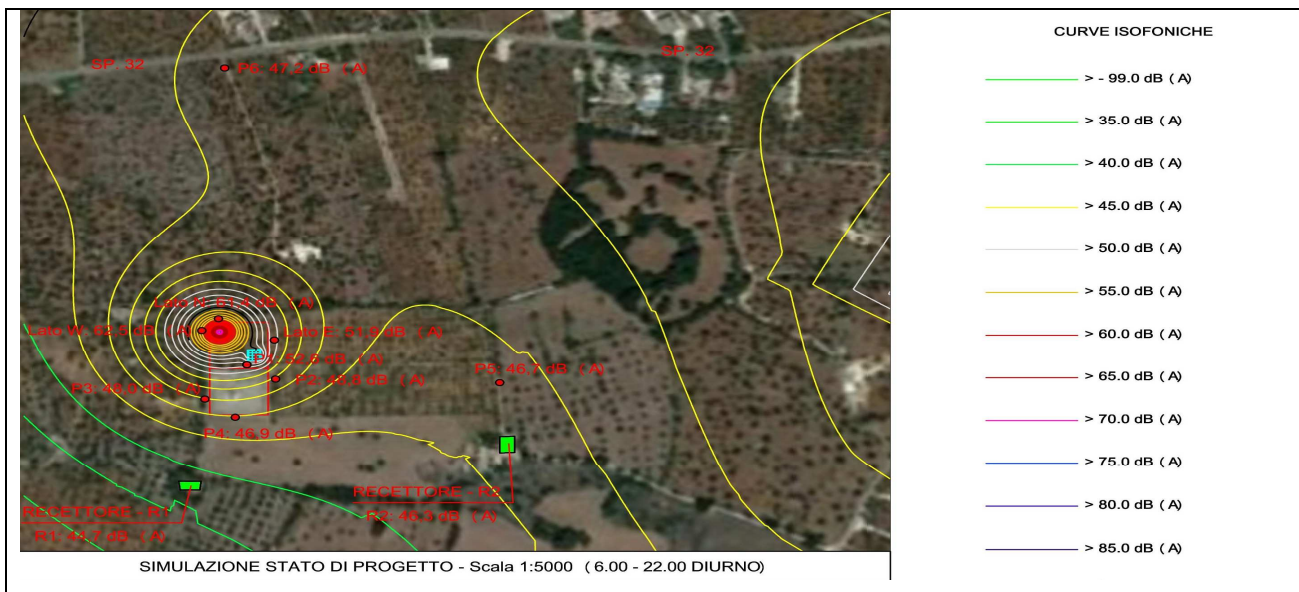 CURVE ISOFONICHE
> - 99.0 dB ( A)
> 35.0 dB ( A)
> 40.0 dB ( A)
> 45.0 dB ( A)
> 50.0 dB ( A)
> 55.0 dB ( A)
> 60.0 dB ( A)
> 65.0 dB ( A)
> 70.0 dB ( A)
> 75.0 dB ( A)
> 80.0 dB ( A)
> 85.0 dB ( A)
SP. 32
SP. 32
P6: 47,2 dB ( A)
Lato N: 61,4 dB ( A)
Lato W: 62,5 dB ( A)
Lato E: 51,9 dB ( A)
P1: 52,6 dB ( A)
P2: dB ( A)
P3: 48,0 dB ( A)
P5: 46,7 dB ( A)
P4: 46,9 dB ( A)
RECETTORE - R2
R2: 46,3 dB ( A)
RECETTORE - R1
R1: 44,7 dB ( A)
SIMULAZIONE STATO DI PROGETTO - Scala 1:5000 ( 6.00 - 22.00 DIURNO)